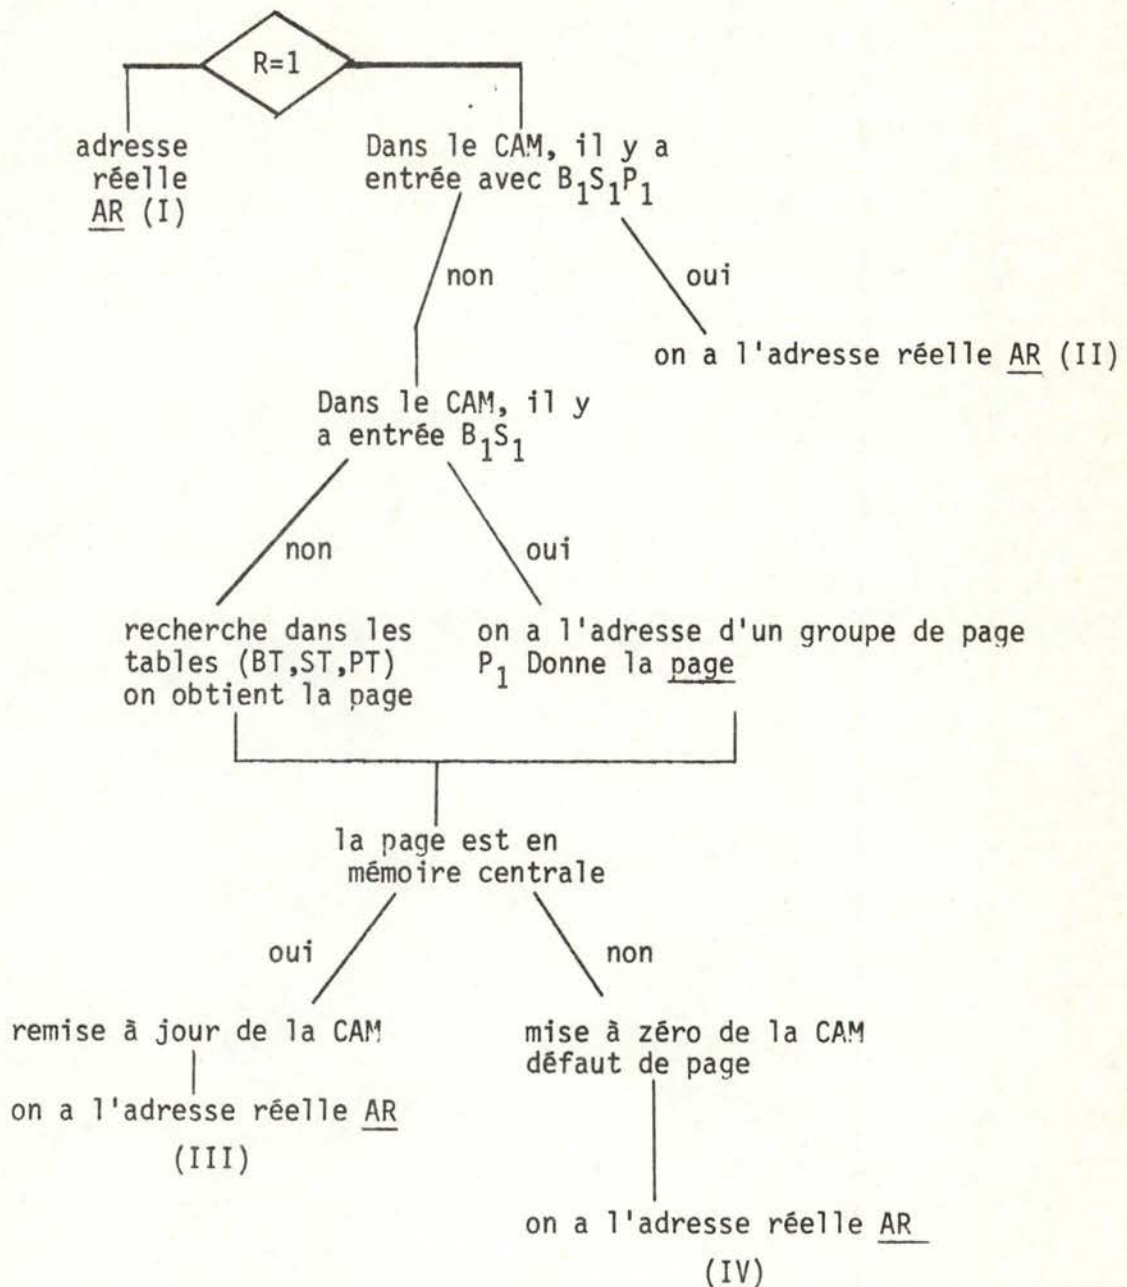 R=1
adresse
réelle
AR (I)
Dans le CAM, il y a
entrée avec B₁S₁P₁
non
oui
on a l'adresse réelle AR (II)
Dans le CAM, il y
a entrée B₁S₁
non
oui
recherche dans les
tables (BT,ST,PT)
on obtient la page
on a l'adresse d'un groupe de page
P₁ Donne la page
la page est en
mémoire centrale
oui
non
remise à jour de la CAM
on a l'adresse réelle AR
(III)
mise à zéro de la CAM
défaut de page
on a l'adresse réelle AR
(IV)